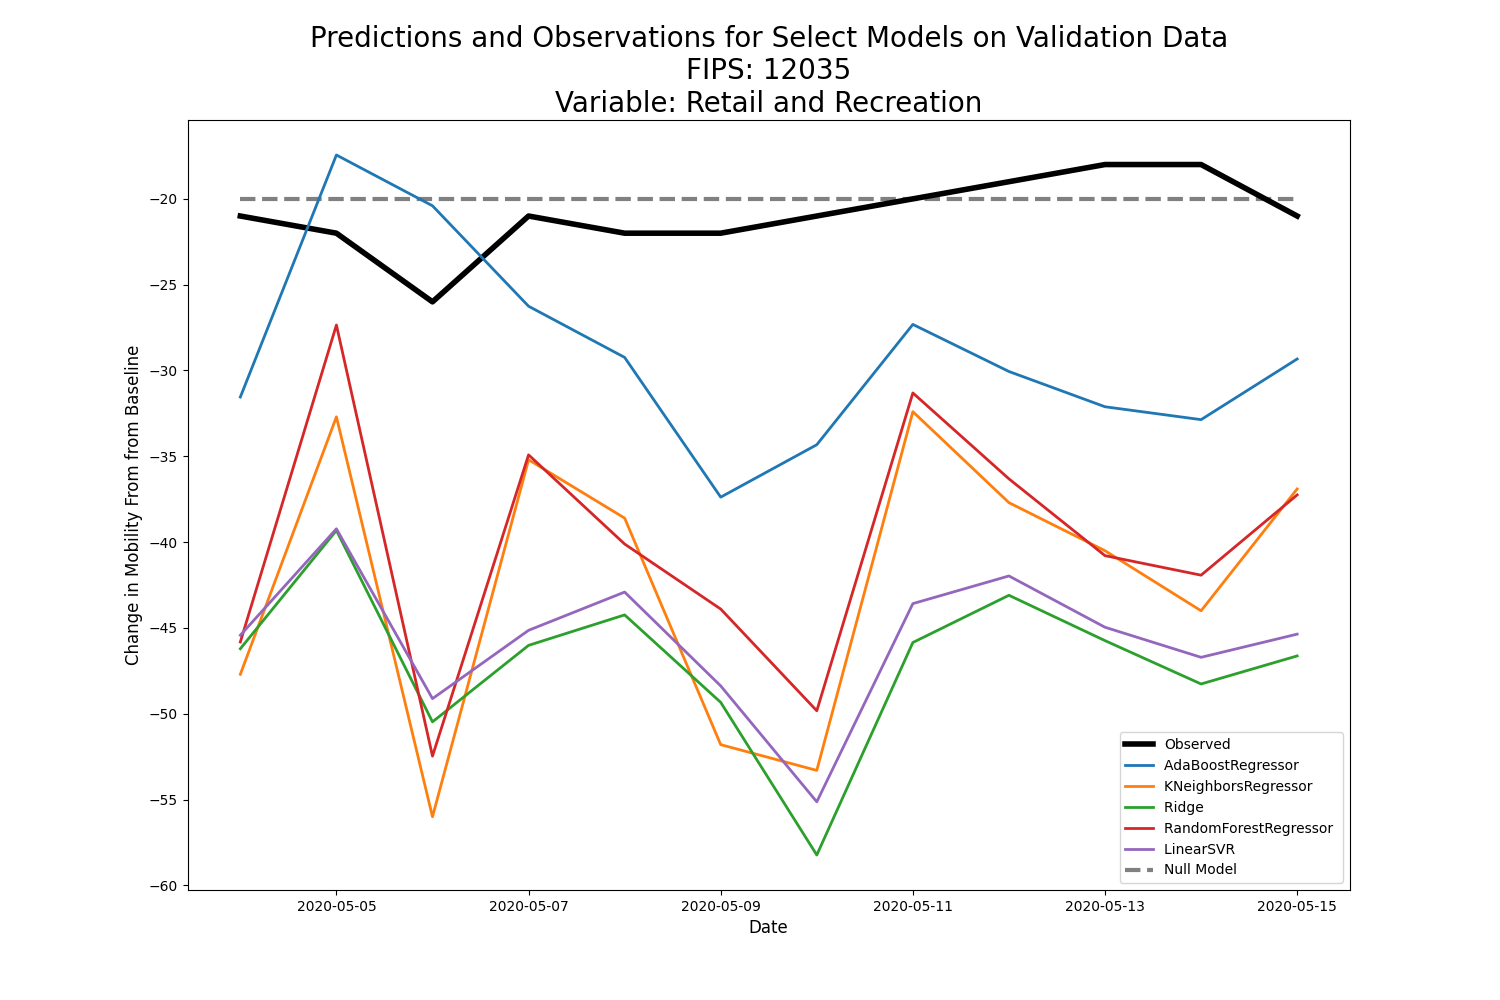 Predictions and Observations for Select Models on Validation Data
FIPS: 12035
Variable: Retail and Recreation
Change in Mobility From from Baseline
−20
−25
−30
−35
−40
−45
−50
−55
−60
2020-05-05
2020-05-07
2020-05-09
2020-05-11
2020-05-13
2020-05-15
Date
Observed
AdaBoostRegressor
KNeighborsRegressor
Ridge
RandomForestRegressor
LinearSVR
Null Model